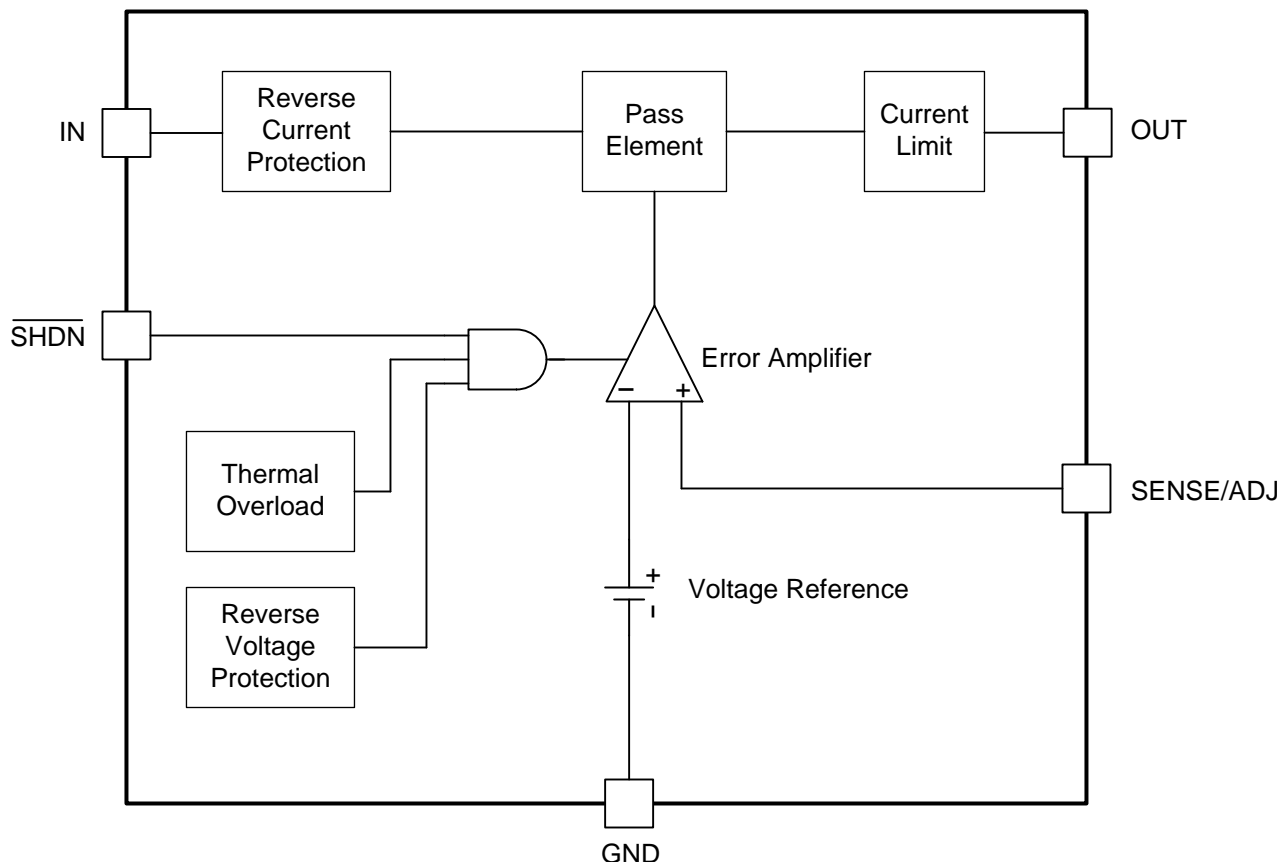 Reverse
Current
Protection
Pass
Element
Current
Limit
IN
OUT
SHDN
Error Amplifier
− +
Thermal
Overload
SENSE/ADJ
+
Voltage Reference
−
Reverse
Voltage
Protection
GND